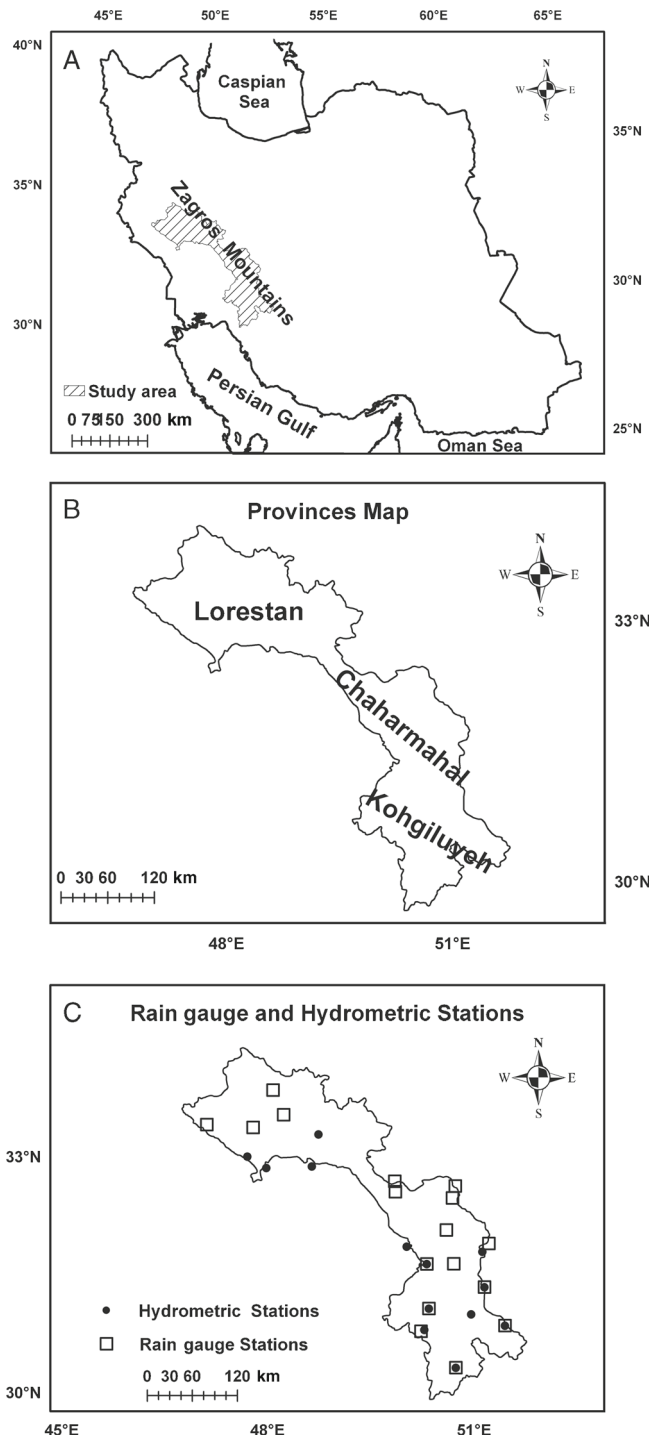 45°E 50°E 55°E 60°E 65°E
40°N
A
Caspian
Sea
N
W E
S
35°N
35°N
Zagros Mountains
30°N
30°N
Study area
Persian Gulf
0 75 150 300 km
25°N
Oman Sea
B
Provinces Map
N
W E
S
Lorestan
33°N
Chaharmahal
Kohgiluyeh
0 30 60 120 km
30°N
48°E 51°E
C
Rain gauge and Hydrometric Stations
N
W E
S
33°N
Hydrometric Stations
Rain gauge Stations
0 30 60 120 km
30°N
45°E 48°E 51°E